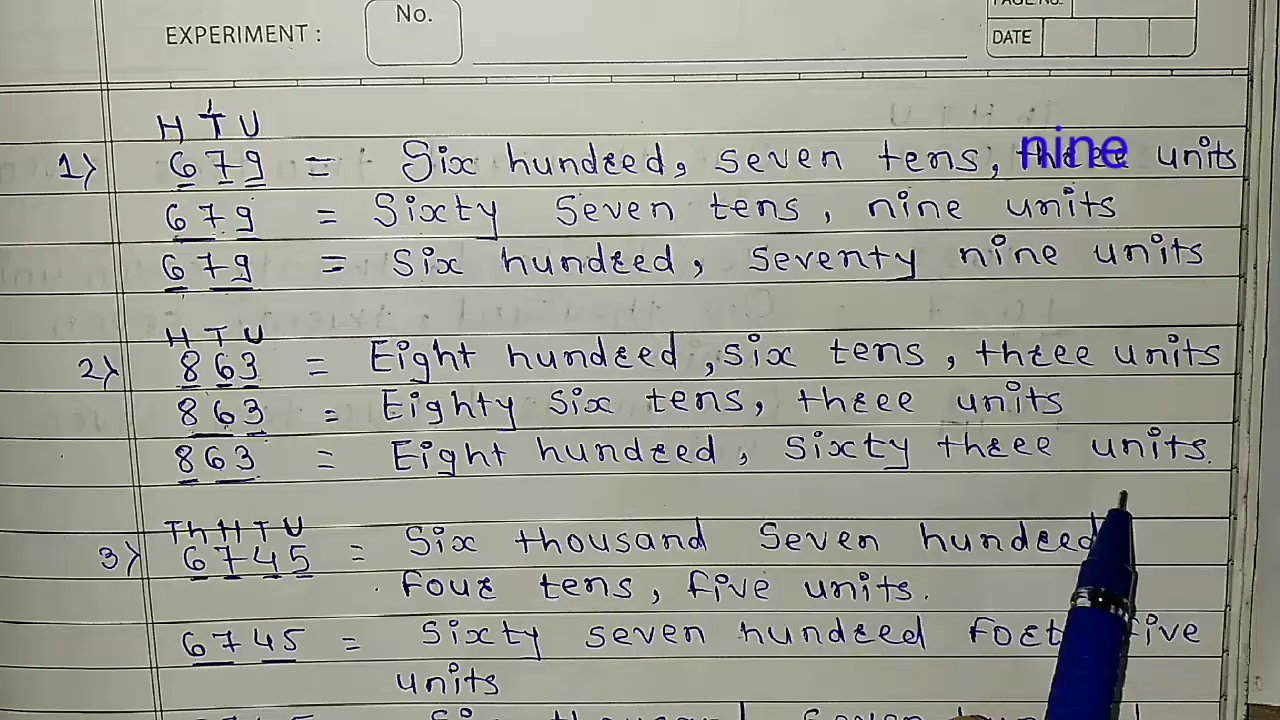 No.
EXPERIMENT :
DATE
H T U
1) 679 = Six hundred, seven tens, nine units
679 = Sixty seven tens, nine units
679 = Six hundred, seventy nine units
H T U
2) 863 = Eight hundred, six tens, three units
863 = Eighty six tens, three units
863 = Eight hundred, sixty three units.
Th H T U
3) 6745 = Six thousand seven hundred
four tens, five units.
6745 = Sixty seven hundred five
units